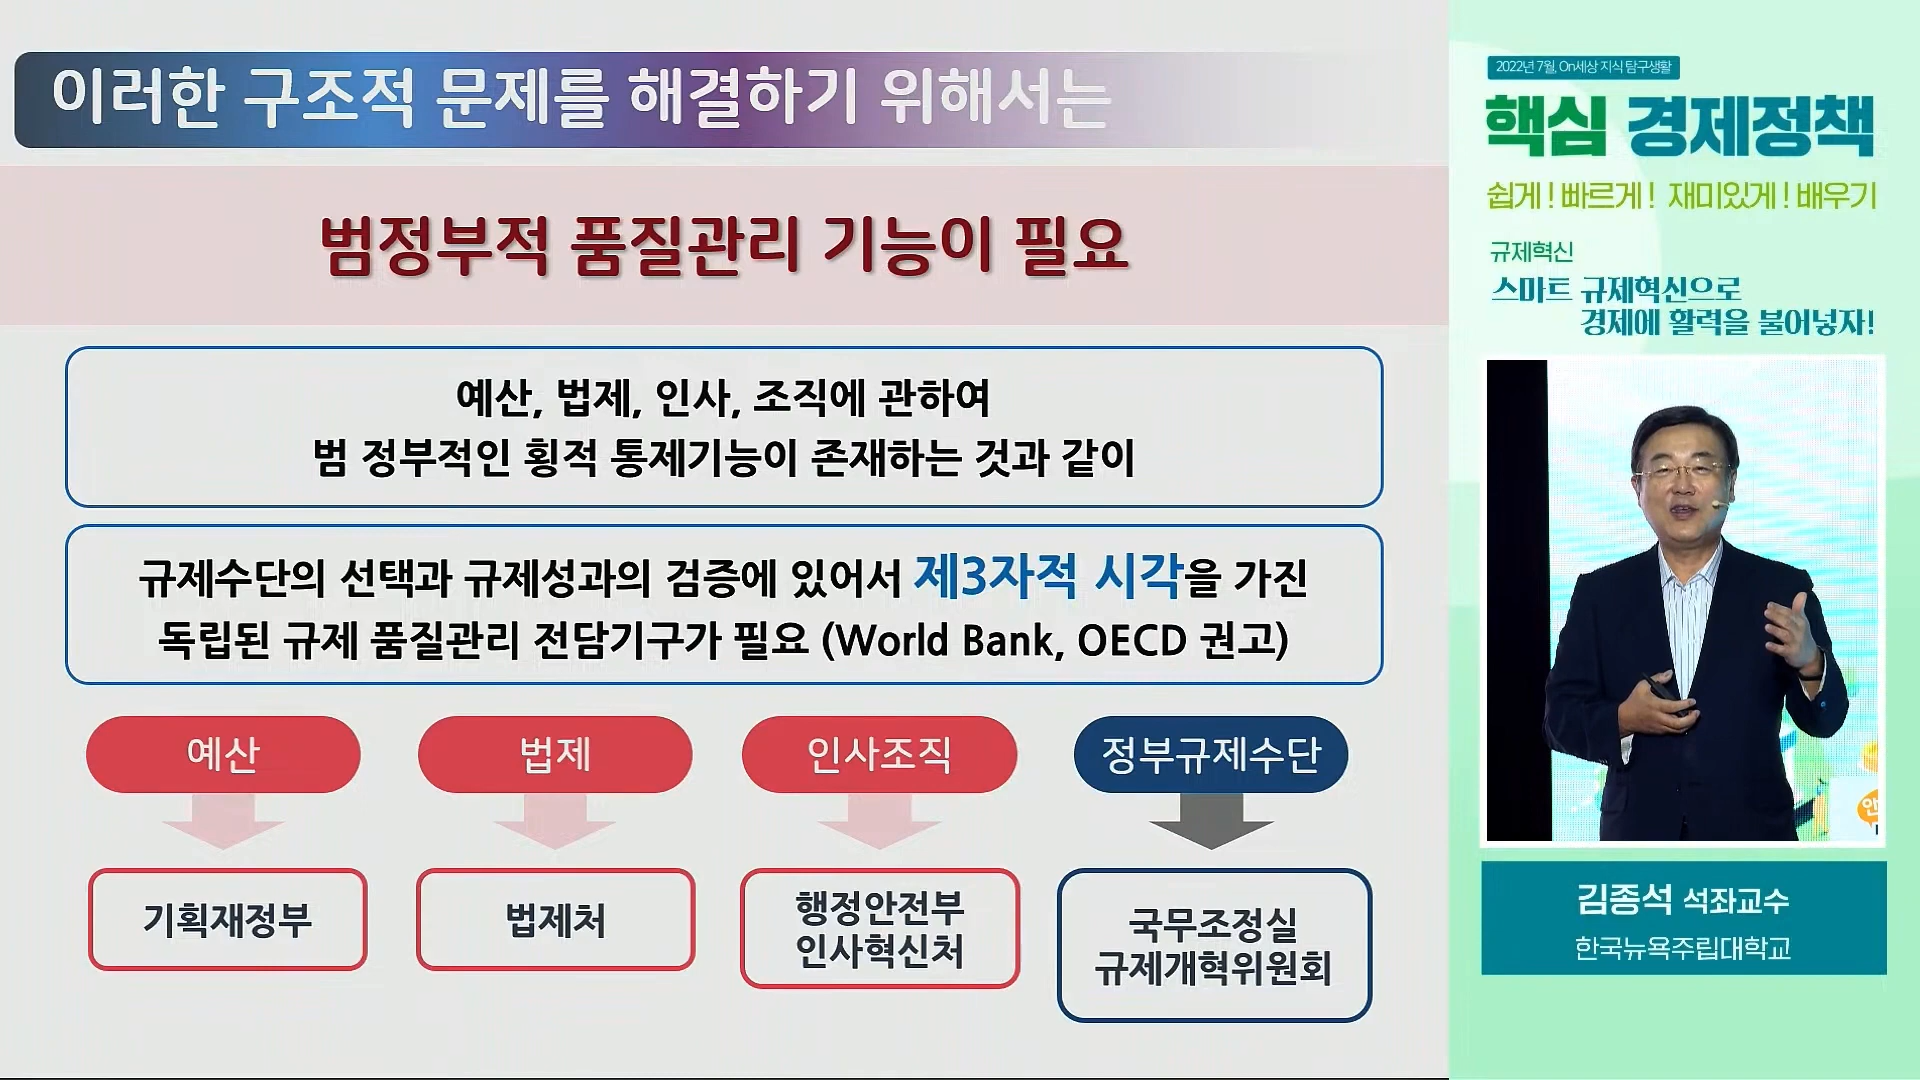 이러한 구조적 문제를 해결하기 위해서는
범정부적 품질관리 기능이 필요
예산, 법제, 인사, 조직에 관하여
범 정부적인 횡적 통제기능이 존재하는 것과 같이
규제수단의 선택과 규제성과의 검증에 있어서 제3자적 시각을 가진
독립된 규제 품질관리 전담기구가 필요 (World Bank, OECD 권고)
예산
법제
인사조직
정부규제수단
기획재정부
법제처
행정안전부
인사혁신처
국무조정실
규제개혁위원회
2022년 7월, On세상 지식 탐구생활
핵심 경제정책
쉽게! 빠르게! 재미있게! 배우기
규제혁신
스마트 규제혁신으로
경제에 활력을 불어넣자!
김종석 석좌교수
한국뉴욕주립대학교